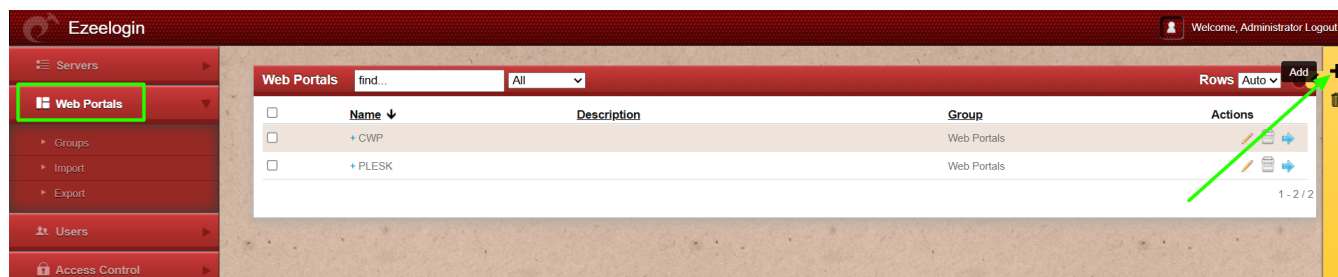 Ezeelogin
Welcome, Administrator Logout
Servers
Web Portals find... All Rows Auto Add
Web Portals
Name Description Group Actions
Groups
+ CWP Web Portals
Import
+ PLESK Web Portals
Export
1 - 2 / 2
Users
Access Control